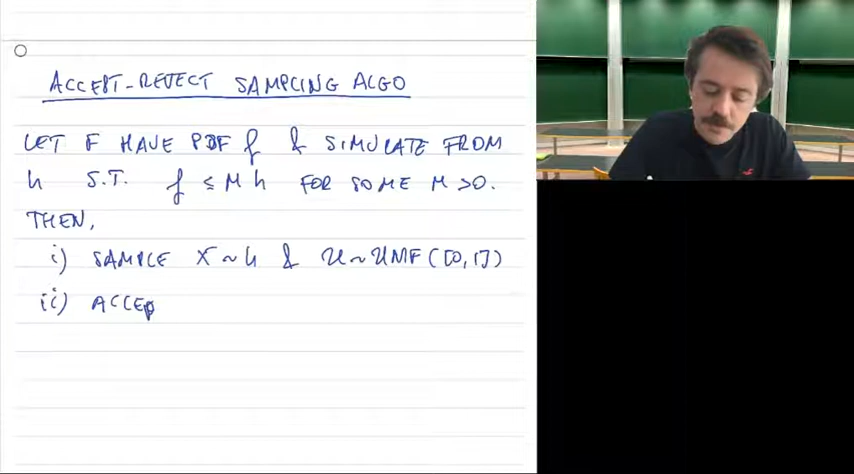 ACCEPT-REJECT SAMPLING ALGO
LET F HAVE PDF f & SIMULATE FROM
h S.T. f ≤ M h FOR SOME M >0.
THEN,
i) SAMPLE X ~ h & U ~ UNIF([0,1])
ii) ACCEP